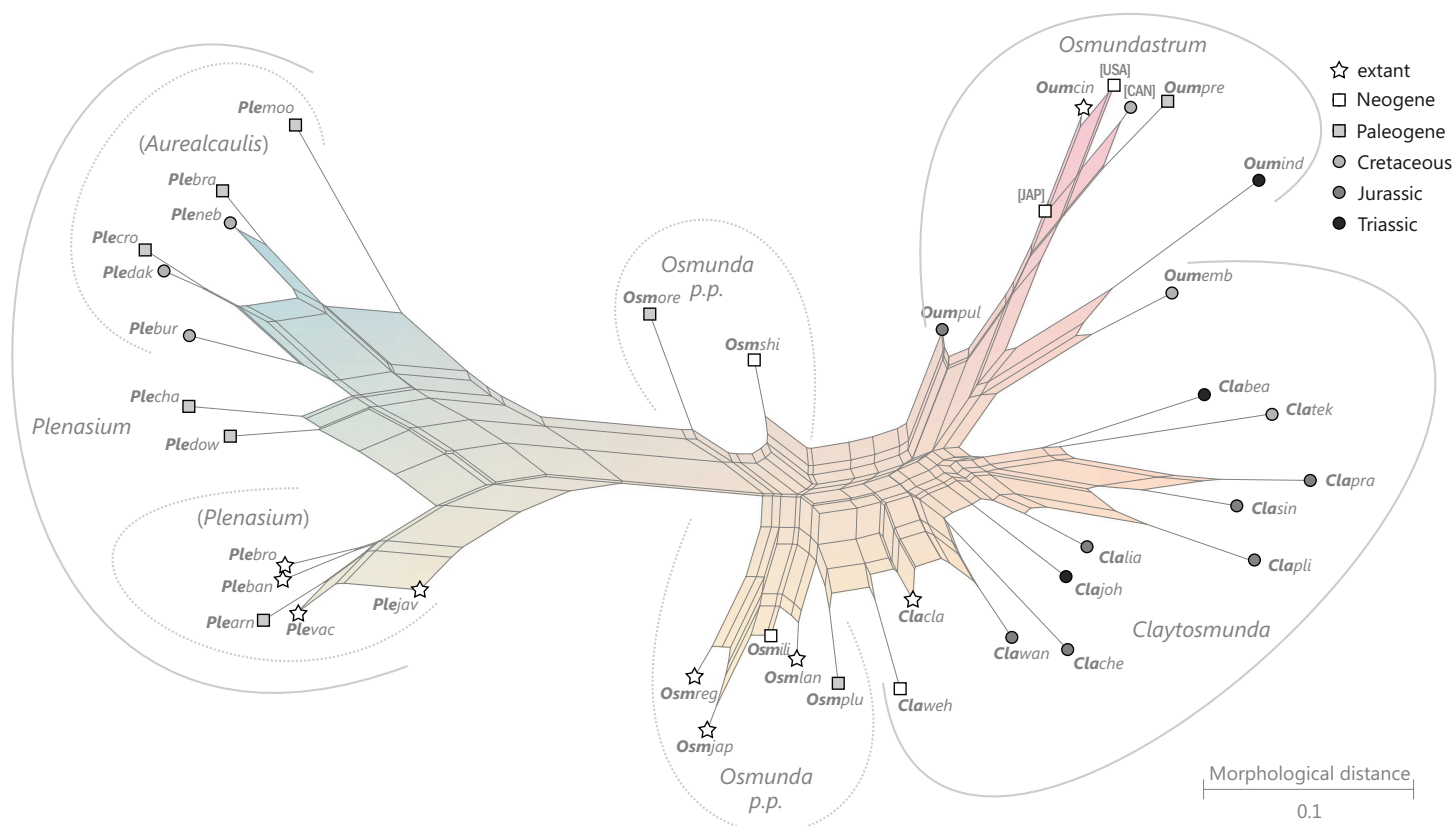 Osmundastrum
[USA]
Oumcin
[CAN]
Oumpre
extant
Neogene
Paleogene
Cretaceous
Jurassic
Triassic
Plemoo
(Aurealcaulis)
Plebra
Pleneb
Plecro
Pledak
Plebur
Plecha
Plenasium
Pledow
(Plenasium)
Plebro
Pleban
Plearn
Plevac
Plejav
Osmunda
p.p.
Osmore
Osmshi
[JAP]
Oumind
Oumemb
Oumpul
Clabea
Clatek
Clapra
Clasin
Clalia
Clapli
Clajoh
Clacla
Claytosmunda
Clawan
Clache
Claweh
Osmili
Osmlan
Osmreg
Osmplu
Osmjap
Osmunda
p.p.
Morphological distance
0.1